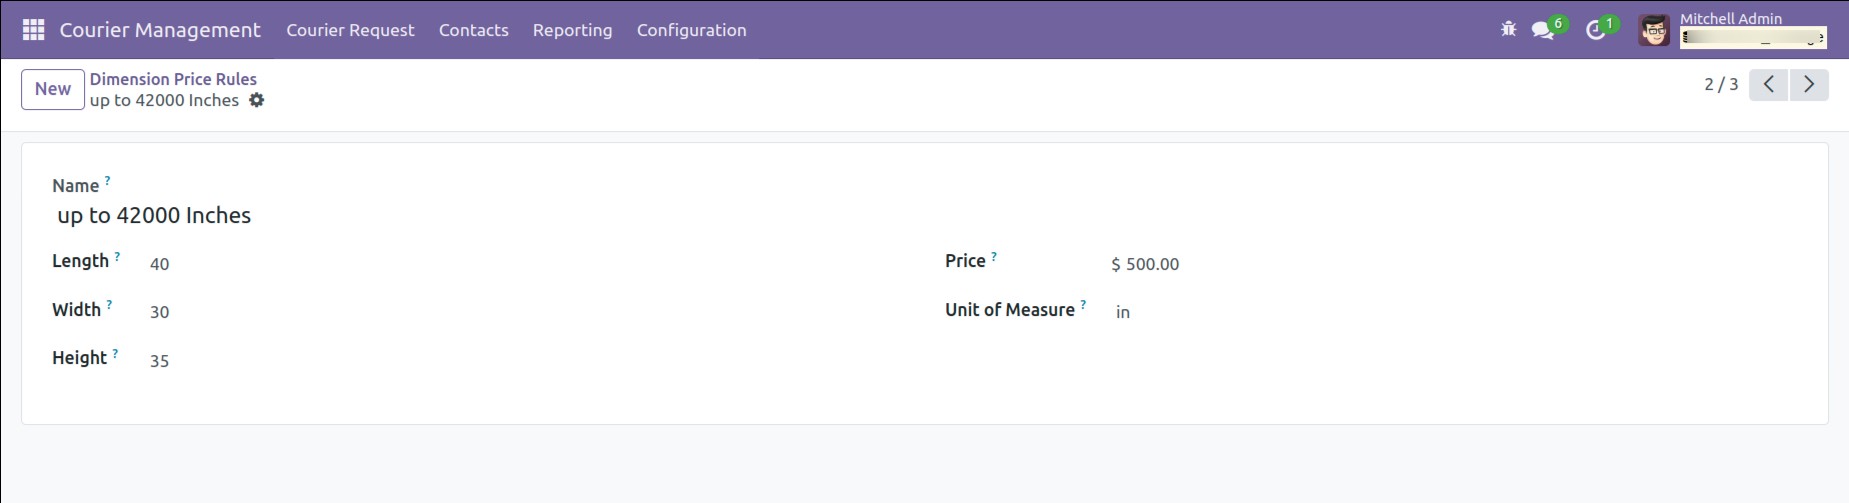 Courier Management Courier Request Contacts Reporting Configuration 6 1 Mitchell Admin
New Dimension Price Rules
up to 42000 Inches 2 / 3
Name ?
up to 42000 Inches
Length ? 40 Price ? $ 500.00
Width ? 30 Unit of Measure ? in
Height ? 35